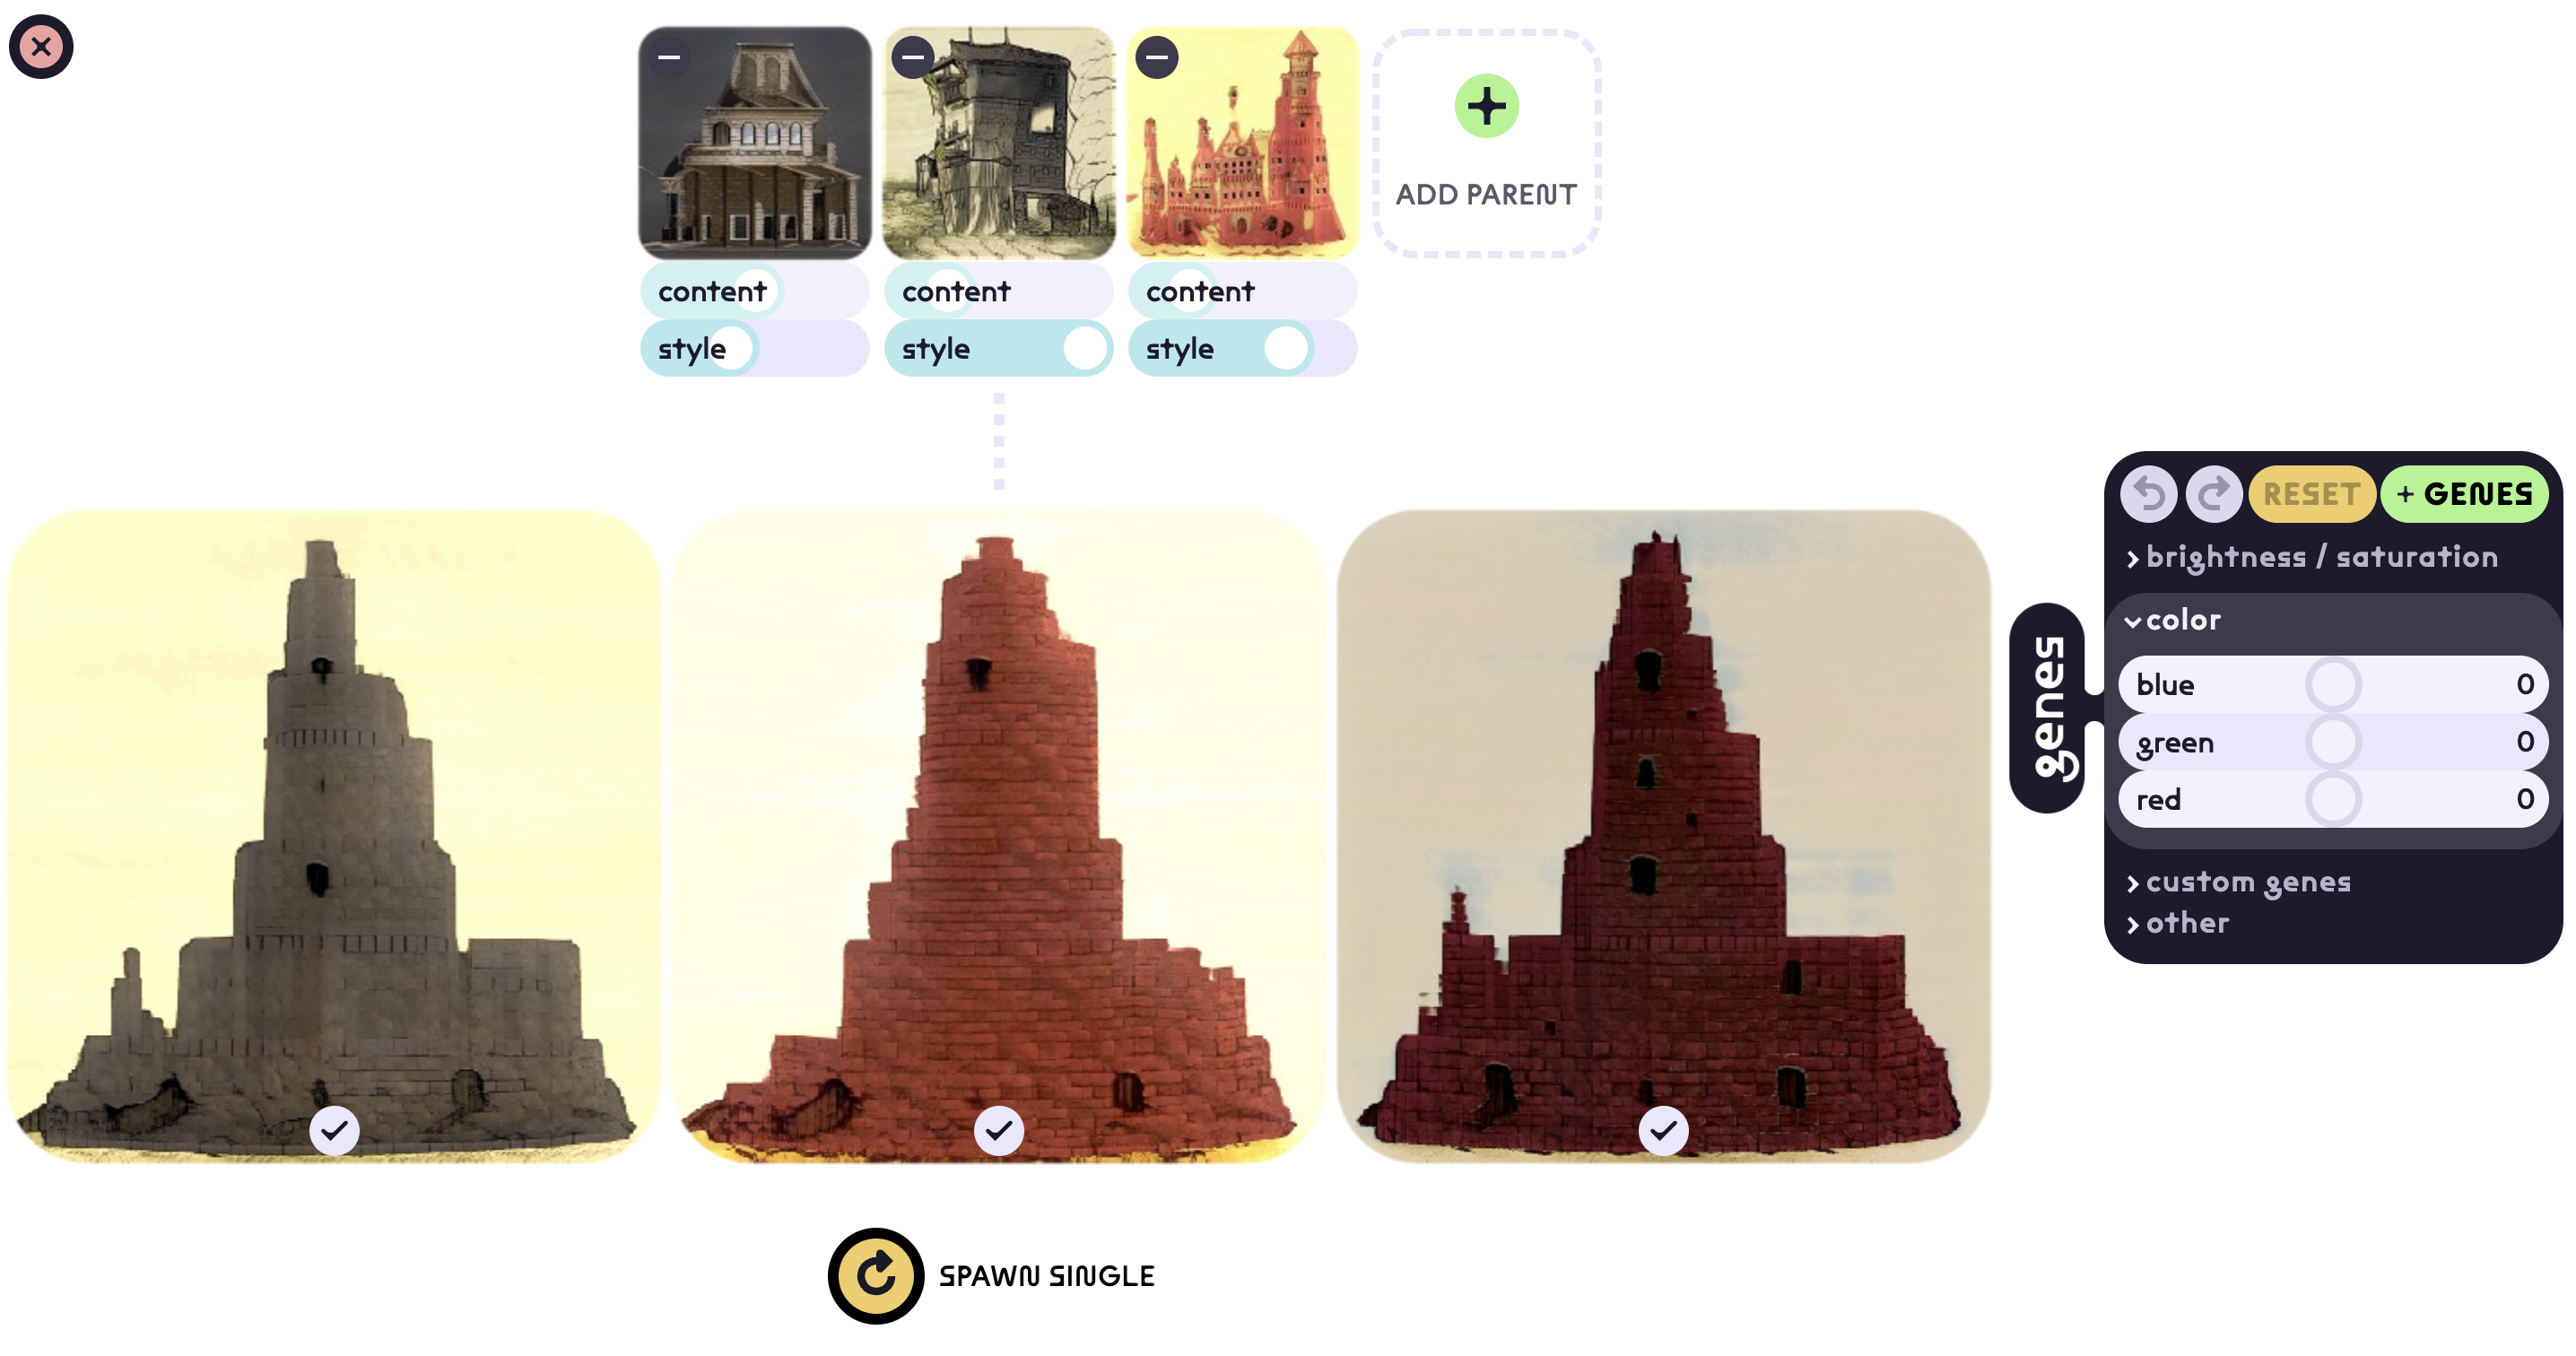 ADD PARENT
content
content
content
style
style
style
RESET
+ GENES
brightness / saturation
color
blue 0
green 0
red 0
custom genes
other
genes
SPAWN SINGLE